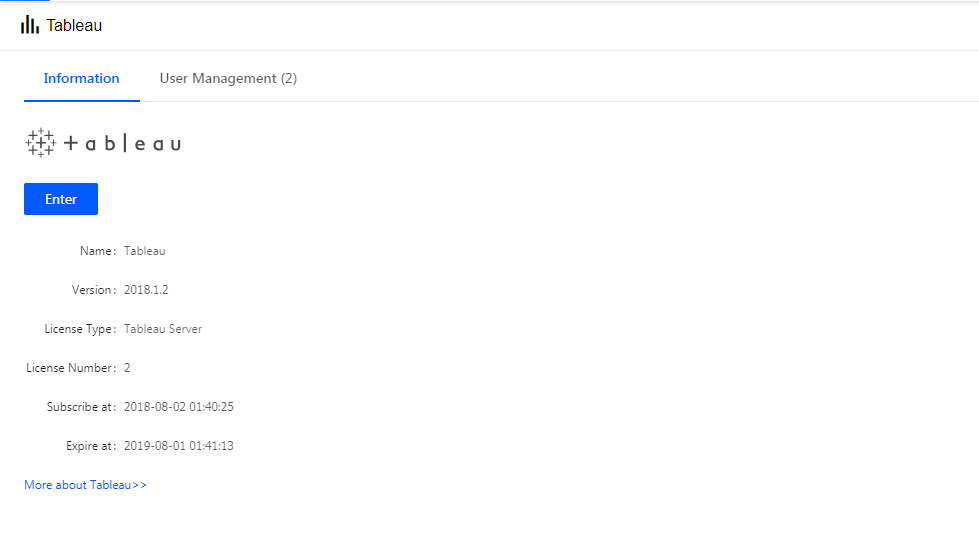 Tableau
Information
User Management (2)
+ableau
Enter
Name: Tableau
Version: 2018.1.2
License Type: Tableau Server
License Number: 2
Subscribe at: 2018-08-02 01:40:25
Expire at: 2019-08-01 01:41:13
More about Tableau>>